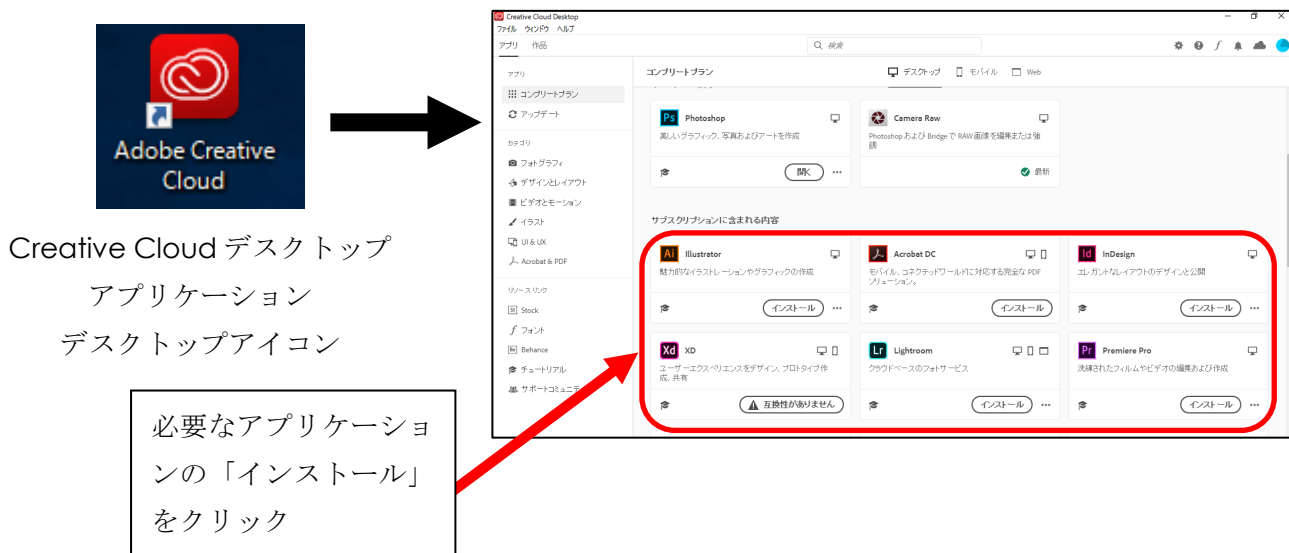 Adobe Creative
Cloud
Creative Cloud デスクトップ
アプリケーション
デスクトップアイコン
必要なアプリケーショ
ンの「インストール」
をクリック
Creative Cloud Desktop
ファイル ウィンドウ ヘルプ
アプリ 作品
検索
アプリ
コンプリートプラン
アップデート
カテゴリ
フォトグラフィ
デザインとレイアウト
ビデオとモーション
イラスト
UI & UX
Acrobat & PDF
リソースリンク
St Stock
フォント
Be Behance
チュートリアル
サポートコミュニテ
コンプリートプラン
デスクトップ モバイル Web
Ps Photoshop
美しいグラフィック、写真およびアートを作成
開く
Camera Raw
Photoshop および Bridge で RAW 画像を編集または強
調
最新
サブスクリプションに含まれる内容
Ai Illustrator
魅力的なイラストレーションやグラフィックの作成
インストール
Acrobat DC
モバイル、コネクテッドワールドに対応する完全な PDF
ソリューション。
インストール
Id InDesign
エレガントなレイアウトのデザインと公開
インストール
Xd XD
ユーザーエクスペリエンスをデザイン、プロトタイプ作
成、共有
互換性がありません
Lr Lightroom
クラウドベースのフォトサービス
インストール
Pr Premiere Pro
洗練されたフィルムやビデオの編集および作成
インストール